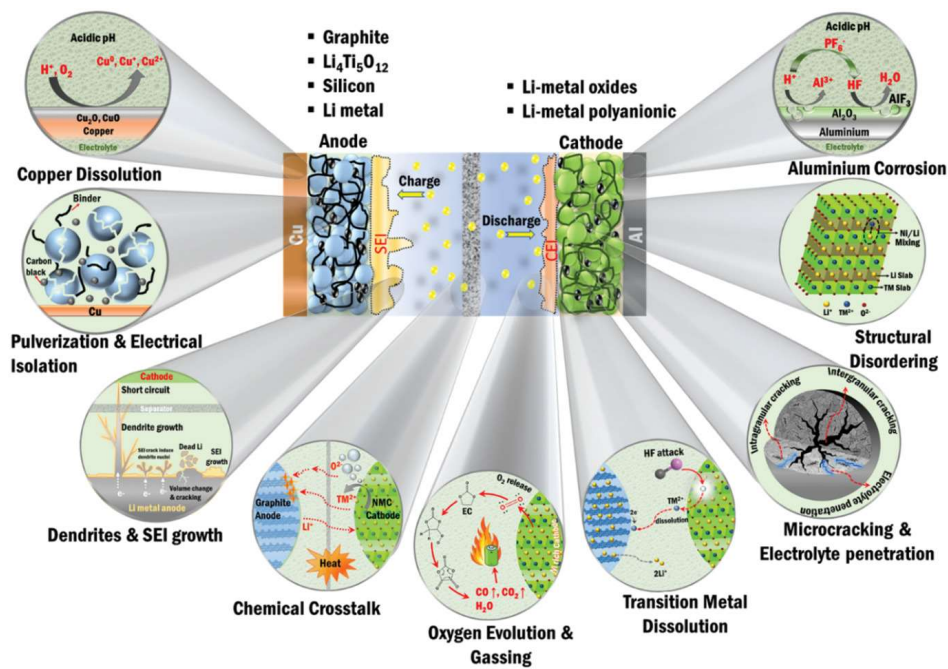 Acidic pH
H⁺, O₂
Cu⁰, Cu⁺, Cu²⁺
Cu₂O, CuO
Copper
Electrolyte
Copper Dissolution
▪ Graphite
▪ Li₄Ti₅O₁₂
▪ Silicon
▪ Li metal
Anode
▪ Li-metal oxides
▪ Li-metal polyanionic
Cathode
Cu
SEI
Charge
Discharge
CEI
Al
Acidic pH
PF₆⁻
H⁺
Al³⁺
HF
H₂O
AlF₃
Al₂O₃
Aluminium
Electrolyte
Aluminium Corrosion
Binder
Carbon
black
Cu
Pulverization & Electrical
Isolation
Ni/Li
Mixing
Li Slab
TM Slab
Li⁺
TM²⁺
O²⁻
Structural
Disordering
Cathode
Short circuit
Separator
Dendrite growth
SEI crack induce
dendrite nuclei
Dead Li
SEI
growth
Volume change
& cracking
Li metal anode
Dendrites & SEI growth
Intragranular cracking
Intergranular cracking
Electrolyte penetration
Microcracking &
Electrolyte penetration
Graphite
Anode
TM²⁺
NMC
Cathode
Li⁺
Heat
Chemical Crosstalk
O₂ release
EC
CO ↑, CO₂ ↑
H₂O
Oxygen Evolution &
Gassing
HF attack
TM²⁺
dissolution
2Li⁺
Transition Metal
Dissolution